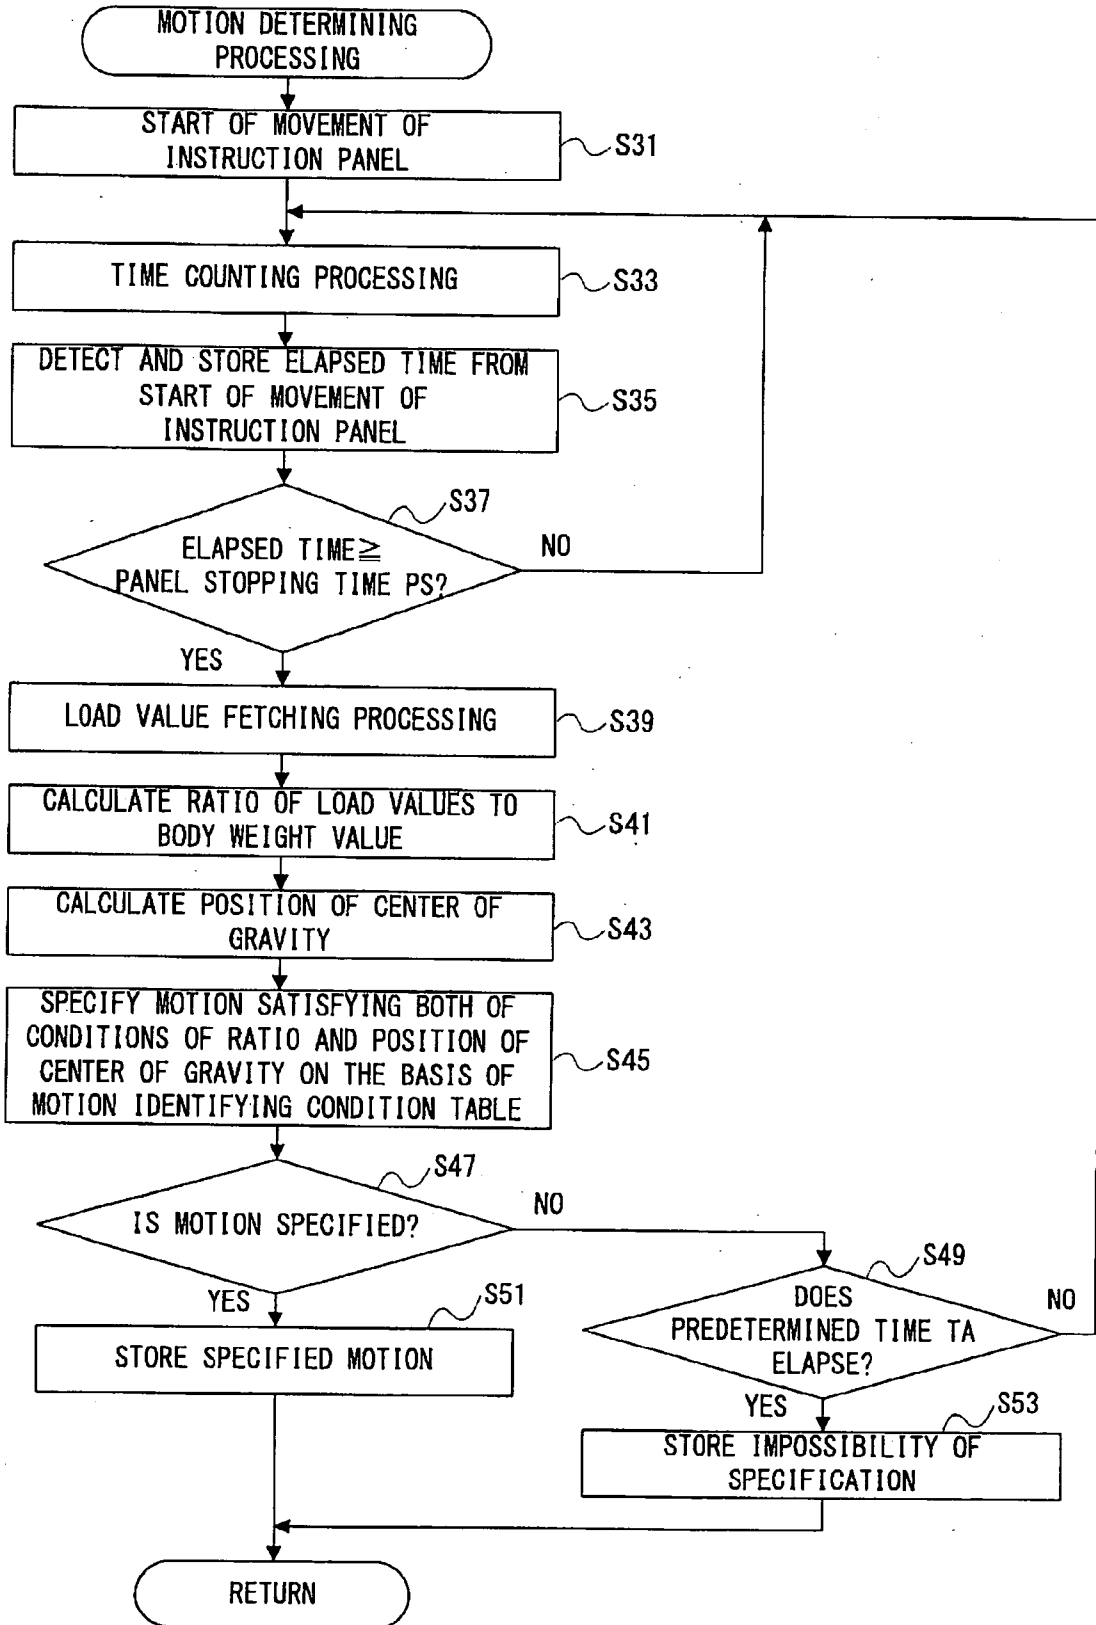 MOTION DETERMINING
PROCESSING
START OF MOVEMENT OF
INSTRUCTION PANEL
S31
TIME COUNTING PROCESSING
S33
DETECT AND STORE ELAPSED TIME FROM
START OF MOVEMENT OF
INSTRUCTION PANEL
S35
S37
ELAPSED TIME≧
PANEL STOPPING TIME PS?
NO
YES
LOAD VALUE FETCHING PROCESSING
S39
CALCULATE RATIO OF LOAD VALUES TO
BODY WEIGHT VALUE
S41
CALCULATE POSITION OF CENTER OF
GRAVITY
S43
SPECIFY MOTION SATISFYING BOTH OF
CONDITIONS OF RATIO AND POSITION OF
CENTER OF GRAVITY ON THE BASIS OF
MOTION IDENTIFYING CONDITION TABLE
S45
S47
IS MOTION SPECIFIED?
NO
YES
S49
DOES
PREDETERMINED TIME TA
ELAPSE?
NO
YES
S51
STORE SPECIFIED MOTION
S53
STORE IMPOSSIBILITY OF
SPECIFICATION
RETURN